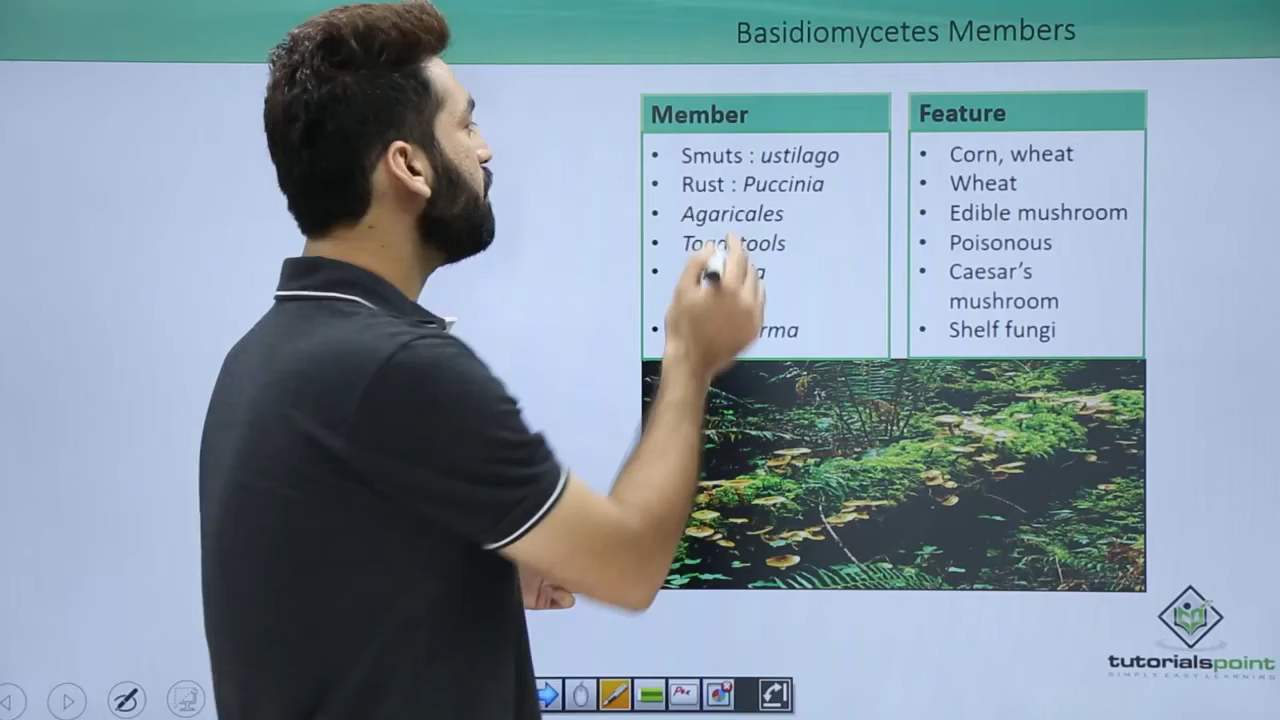 Basidiomycetes Members
Member
Feature
• Smuts : ustilago
• Rust : Puccinia
• Agaricales
• Corn, wheat
• Wheat
• Edible mushroom
• Poisonous
• Caesar’s
mushroom
• Shelf fungi
tutorialspoint
SIMPLY EASY LEARNING